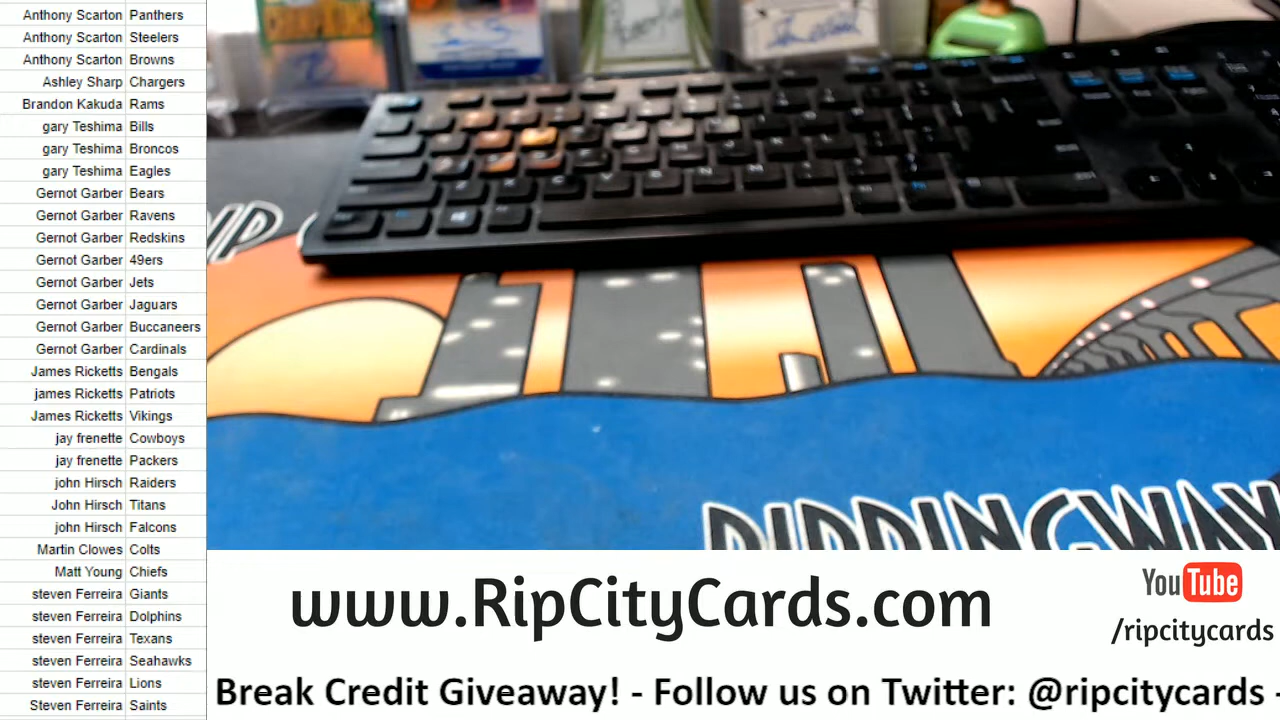 Anthony Scarton Panthers
Anthony Scarton Steelers
Anthony Scarton Browns
Ashley Sharp Chargers
Brandon Kakuda Rams
gary Teshima Bills
gary Teshima Broncos
gary Teshima Eagles
Gernot Garber Bears
Gernot Garber Ravens
Gernot Garber Redskins
Gernot Garber 49ers
Gernot Garber Jets
Gernot Garber Jaguars
Gernot Garber Buccaneers
Gernot Garber Cardinals
James Ricketts Bengals
james Ricketts Patriots
James Ricketts Vikings
jay frenette Cowboys
jay frenette Packers
john Hirsch Raiders
John Hirsch Titans
john Hirsch Falcons
Martin Clowes Colts
Matt Young Chiefs
steven Ferreira Giants
steven Ferreira Dolphins
steven Ferreira Texans
steven Ferreira Seahawks
steven Ferreira Lions
Steven Ferreira Saints
RIPPINGWAX
www.RipCityCards.com
YouTube
/ripcitycards
Break Credit Giveaway! - Follow us on Twitter: @ripcitycards -